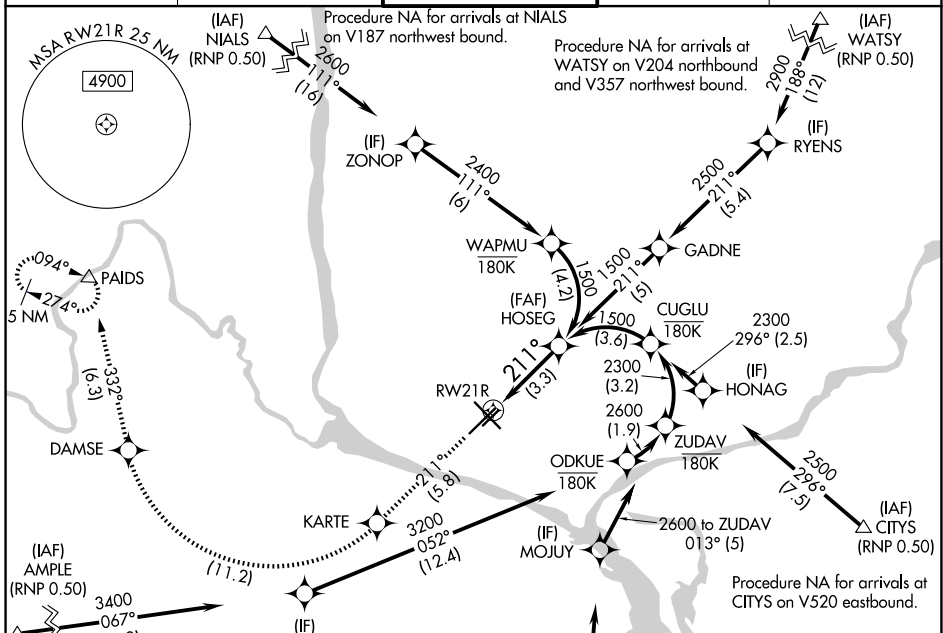 MSA RW21R 25 NM
4900
(IAF)
NIALS
(RNP 0.50)
Procedure NA for arrivals at NIALS
on V187 northwest bound.
2600
111°
(16)
Procedure NA for arrivals at
WATSY on V204 northbound
and V357 northwest bound.
(IAF)
WATSY
(RNP 0.50)
2900
188°
(12)
(IF)
ZONOP
2400
111°
(6)
(IF)
RYENS
2500
211°
(5.4)
WAPMU
180K
1500
(4.2)
GADNE
1500
211°
(5)
094°
PAIDS
274°
5 NM
(FAF)
HOSEG
CUGLU
180K
1500
(3.6)
2300
296° (2.5)
(IF)
HONAG
211°
(3.3)
2300
(3.2)
RW21R
332°
(6.3)
2600
(1.9)
ZUDAV
180K
DAMSE
ODKUE
180K
211°
(5.8)
2500
296°
(7.5)
(IAF)
CITYS
(RNP 0.50)
KARTE
3200
052°
(12.4)
(IF)
MOJUY
2600 to ZUDAV
013° (5)
(11.2)
(IAF)
AMPLE
(RNP 0.50)
3400
067°
(IF)
Procedure NA for arrivals at
CITYS on V520 eastbound.